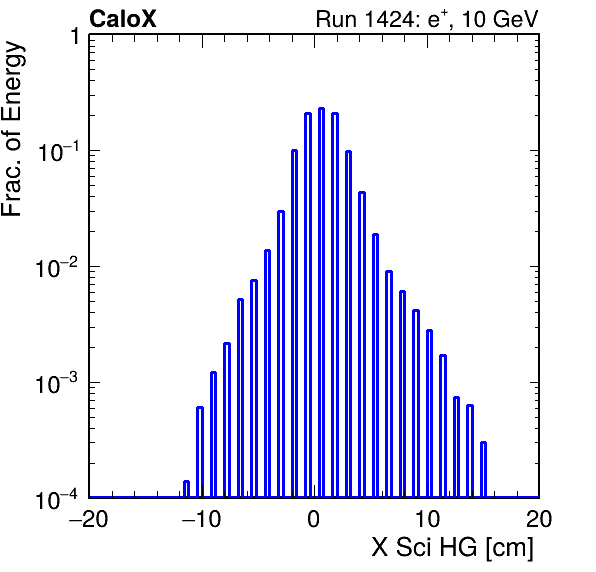 CaloX Run 1424: e⁺, 10 GeV
Frac. of Energy
1
10⁻¹
10⁻²
10⁻³
10⁻⁴
−20 −10 0 10 20
X Sci HG [cm]